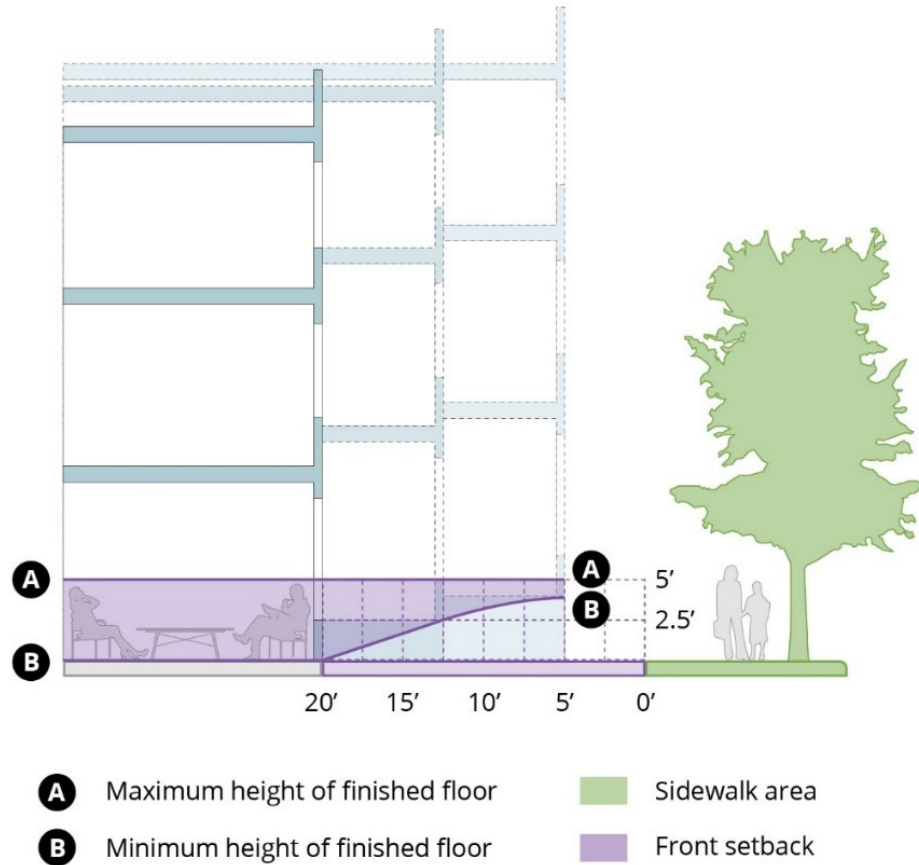 A
A
5′
B
2.5′
B
20′ 15′ 10′ 5′ 0′
A Maximum height of finished floor
Sidewalk area
B Minimum height of finished floor
Front setback